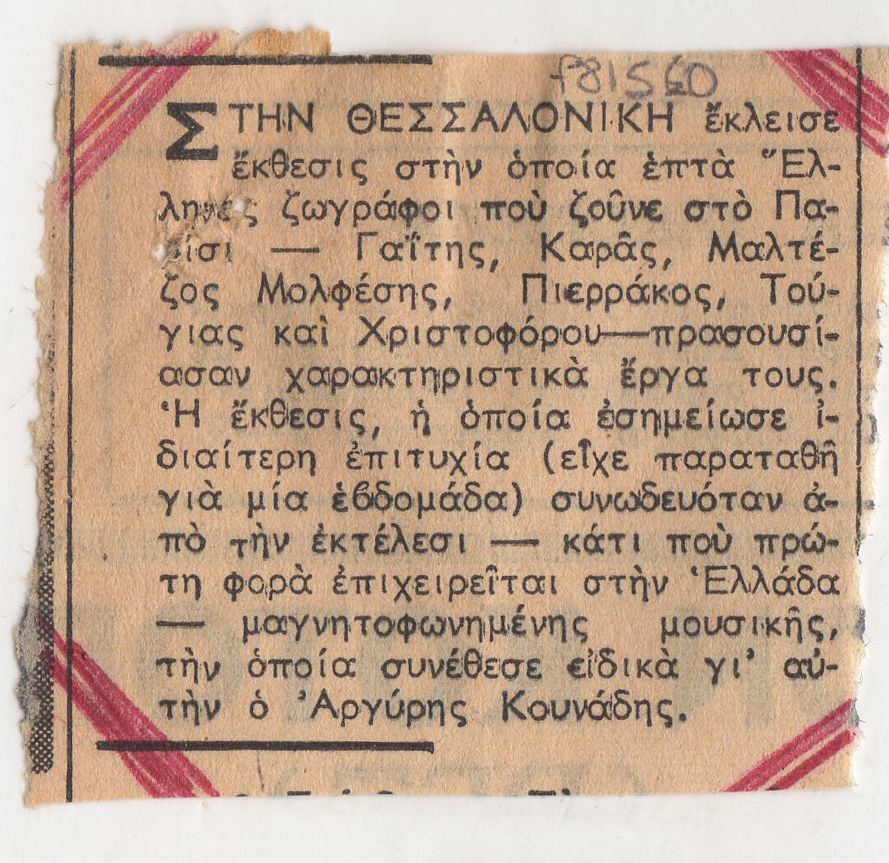 f81560
ΣΤΗΝ ΘΕΣΣΑΛΟΝΙΚΗ ἔκλεισε
ἔκθεσις στὴν ὁποία ἑπτὰ Ἕλ-
ληνες ζωγράφοι ποὺ ζοῦνε στὸ Πα-
ρίσι — Γαΐτης, Καρᾶς, Μαλτέ-
ζος Μολφέσης, Πιερράκος, Τού-
γιας καὶ Χριστοφόρου—πρασουσί-
ασαν χαρακτηριστικὰ ἔργα τους.
Ἡ ἔκθεσις, ἡ ὁποία ἐσημείωσε ἰ-
διαίτερη ἐπιτυχία (εἶχε παραταθῆ
γιὰ μία ἑβδομάδα) συνωδευόταν ἀ-
πὸ τὴν ἐκτέλεσι — κάτι ποὺ πρώ-
τη φορὰ ἐπιχειρεῖται στὴν Ἑλλάδα
— μαγνητοφωνημένης μουσικῆς,
τὴν ὁποία συνέθεσε εἰδικὰ γι' αὐ-
τὴν ὁ Ἀργύρης Κουνάδης.